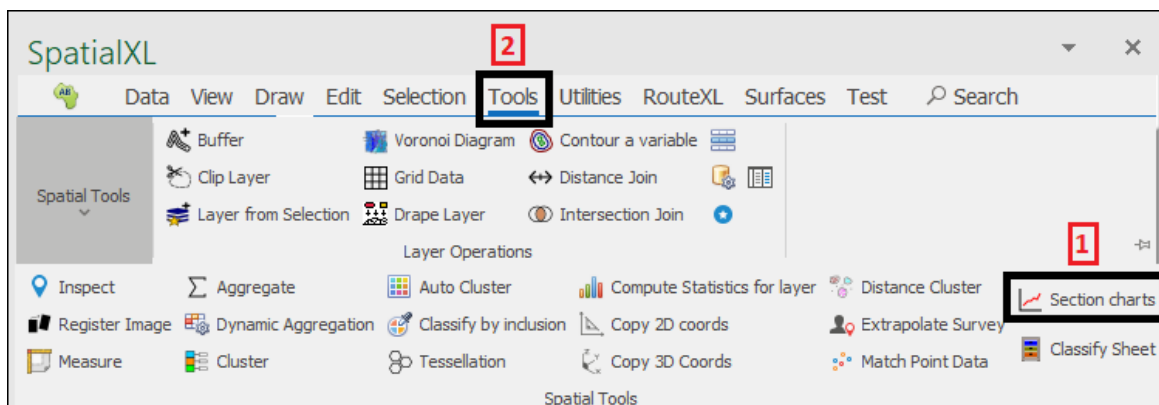 SpatialXL
2
AB Data View Draw Edit Selection Tools Utilities RouteXL Surfaces Test Search
Buffer Voronoi Diagram Contour a variable
Spatial Tools Clip Layer Grid Data Distance Join
Layer from Selection Drape Layer Intersection Join
Layer Operations
1
Inspect Aggregate Auto Cluster Compute Statistics for layer Distance Cluster Section charts
Register Image Dynamic Aggregation Classify by inclusion Copy 2D coords Extrapolate Survey
Measure Cluster Tessellation Copy 3D Coords Match Point Data Classify Sheet
Spatial Tools